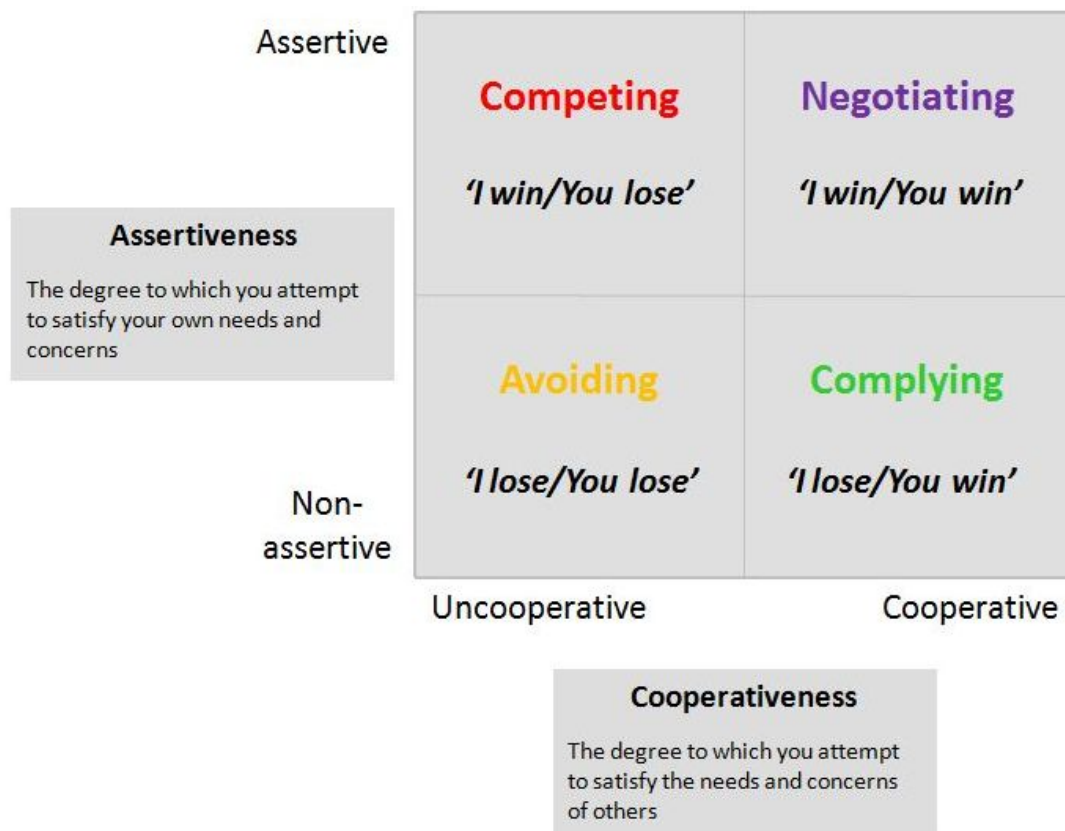 Assertive
Competing
Negotiating
‘I win/You lose’
‘I win/You win’
Assertiveness
The degree to which you attempt
to satisfy your own needs and
concerns
Avoiding
Complying
‘I lose/You lose’
‘I lose/You win’
Non-
assertive
Uncooperative
Cooperative
Cooperativeness
The degree to which you attempt
to satisfy the needs and concerns
of others